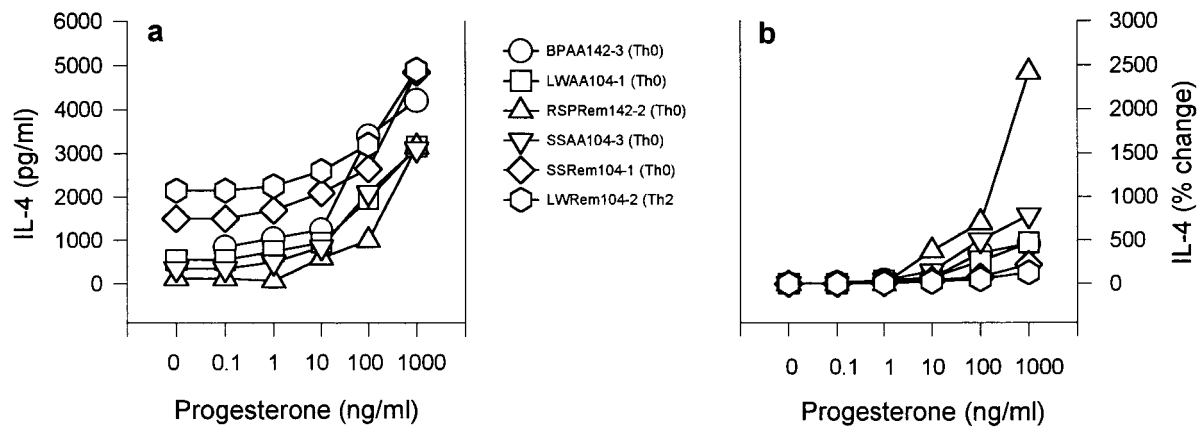 a
6000
5000
4000
3000
2000
1000
0
IL-4 (pg/ml)
0 0.1 1 10 100 1000
Progesterone (ng/ml)
BPAA142-3 (Th0)
LWAA104-1 (Th0)
RSPRem142-2 (Th0)
SSAA104-3 (Th0)
SSRem104-1 (Th0)
LWRem104-2 (Th2
b
3000
2500
2000
1500
1000
500
0
IL-4 (% change)
0 0.1 1 10 100 1000
Progesterone (ng/ml)